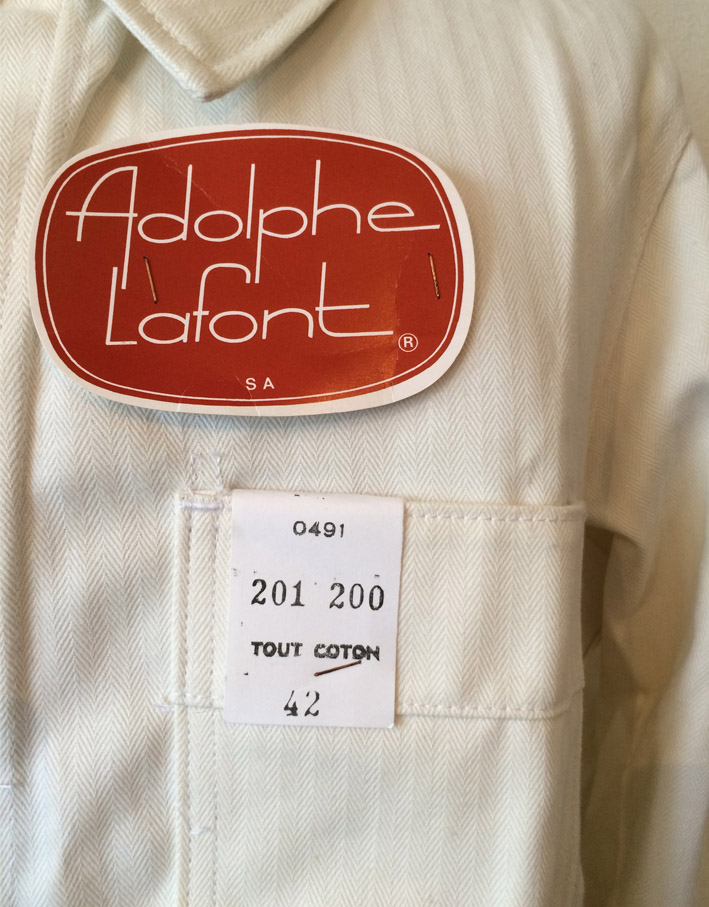 Adolphe
Lafont®
SA
0491
201 200
TOUT COTON
42